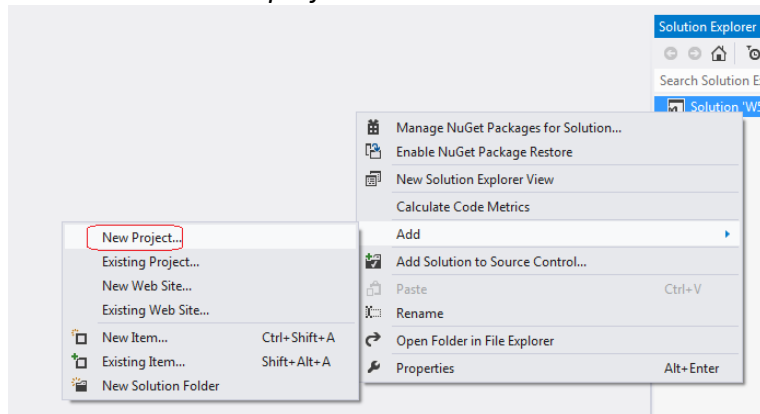 Solution Explorer
Search Solution E
Solution 'W5
Manage NuGet Packages for Solution...
Enable NuGet Package Restore
New Solution Explorer View
Calculate Code Metrics
Add
Add Solution to Source Control...
Paste Ctrl+V
Rename
Open Folder in File Explorer
Properties Alt+Enter
New Project...
Existing Project...
New Web Site...
Existing Web Site...
New Item... Ctrl+Shift+A
Existing Item... Shift+Alt+A
New Solution Folder